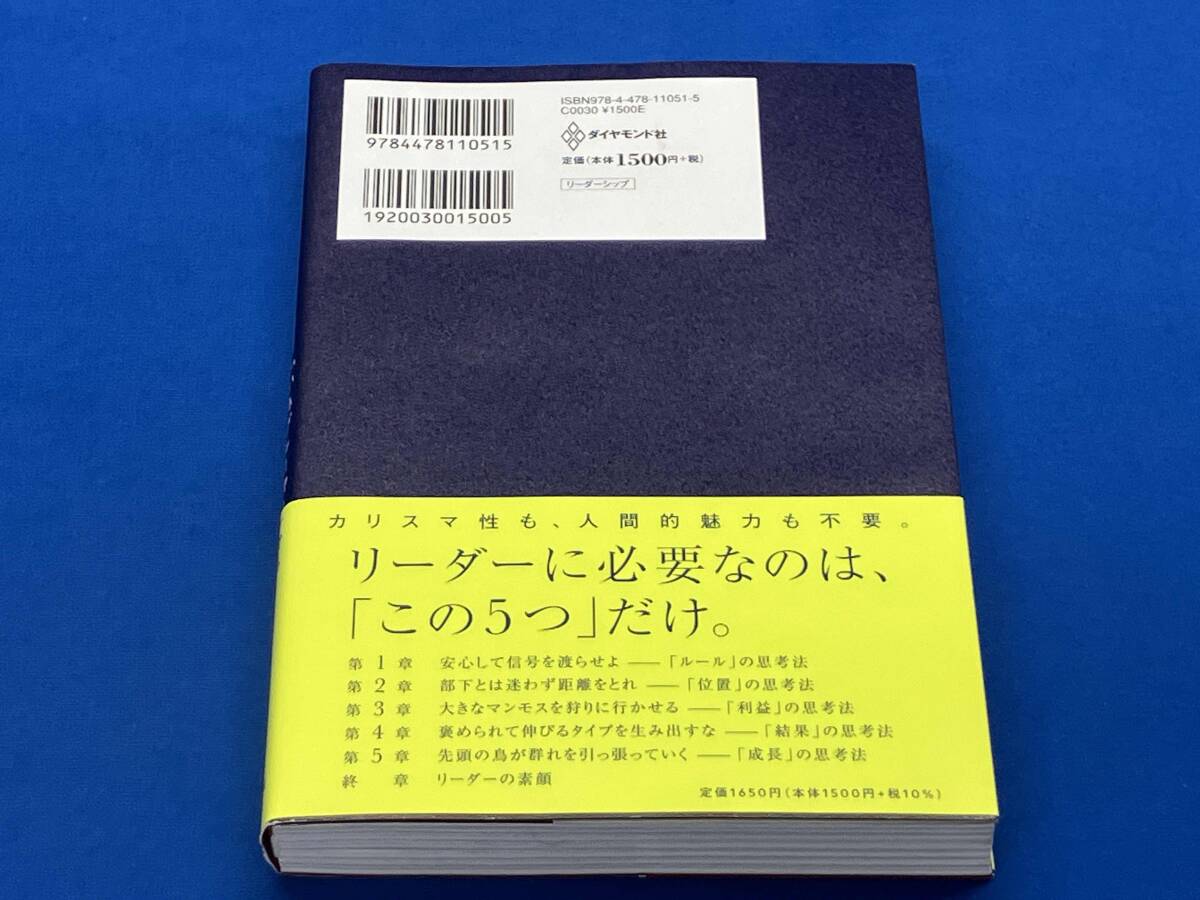 9784478110515
1920030015005
ISBN978-4-478-11051-5
C0030 ¥1500E
ダイヤモンド社
定価(本体1500円+税)
リーダーシップ
カリスマ性も、人間的魅力も不要。
リーダーに必要なのは、
「この5つ」だけ。
第1章 安心して信号を渡らせよ ――「ルール」の思考法
第2章 部下とは迷わず距離をとれ ――「位置」の思考法
第3章 大きなマンモスを狩りに行かせる ――「利益」の思考法
第4章 褒められて伸びるタイプを生み出すな ――「結果」の思考法
第5章 先頭の鳥が群れを引っ張っていく ――「成長」の思考法
終章 リーダーの素顔
定価1650円(本体1500円+税10%)